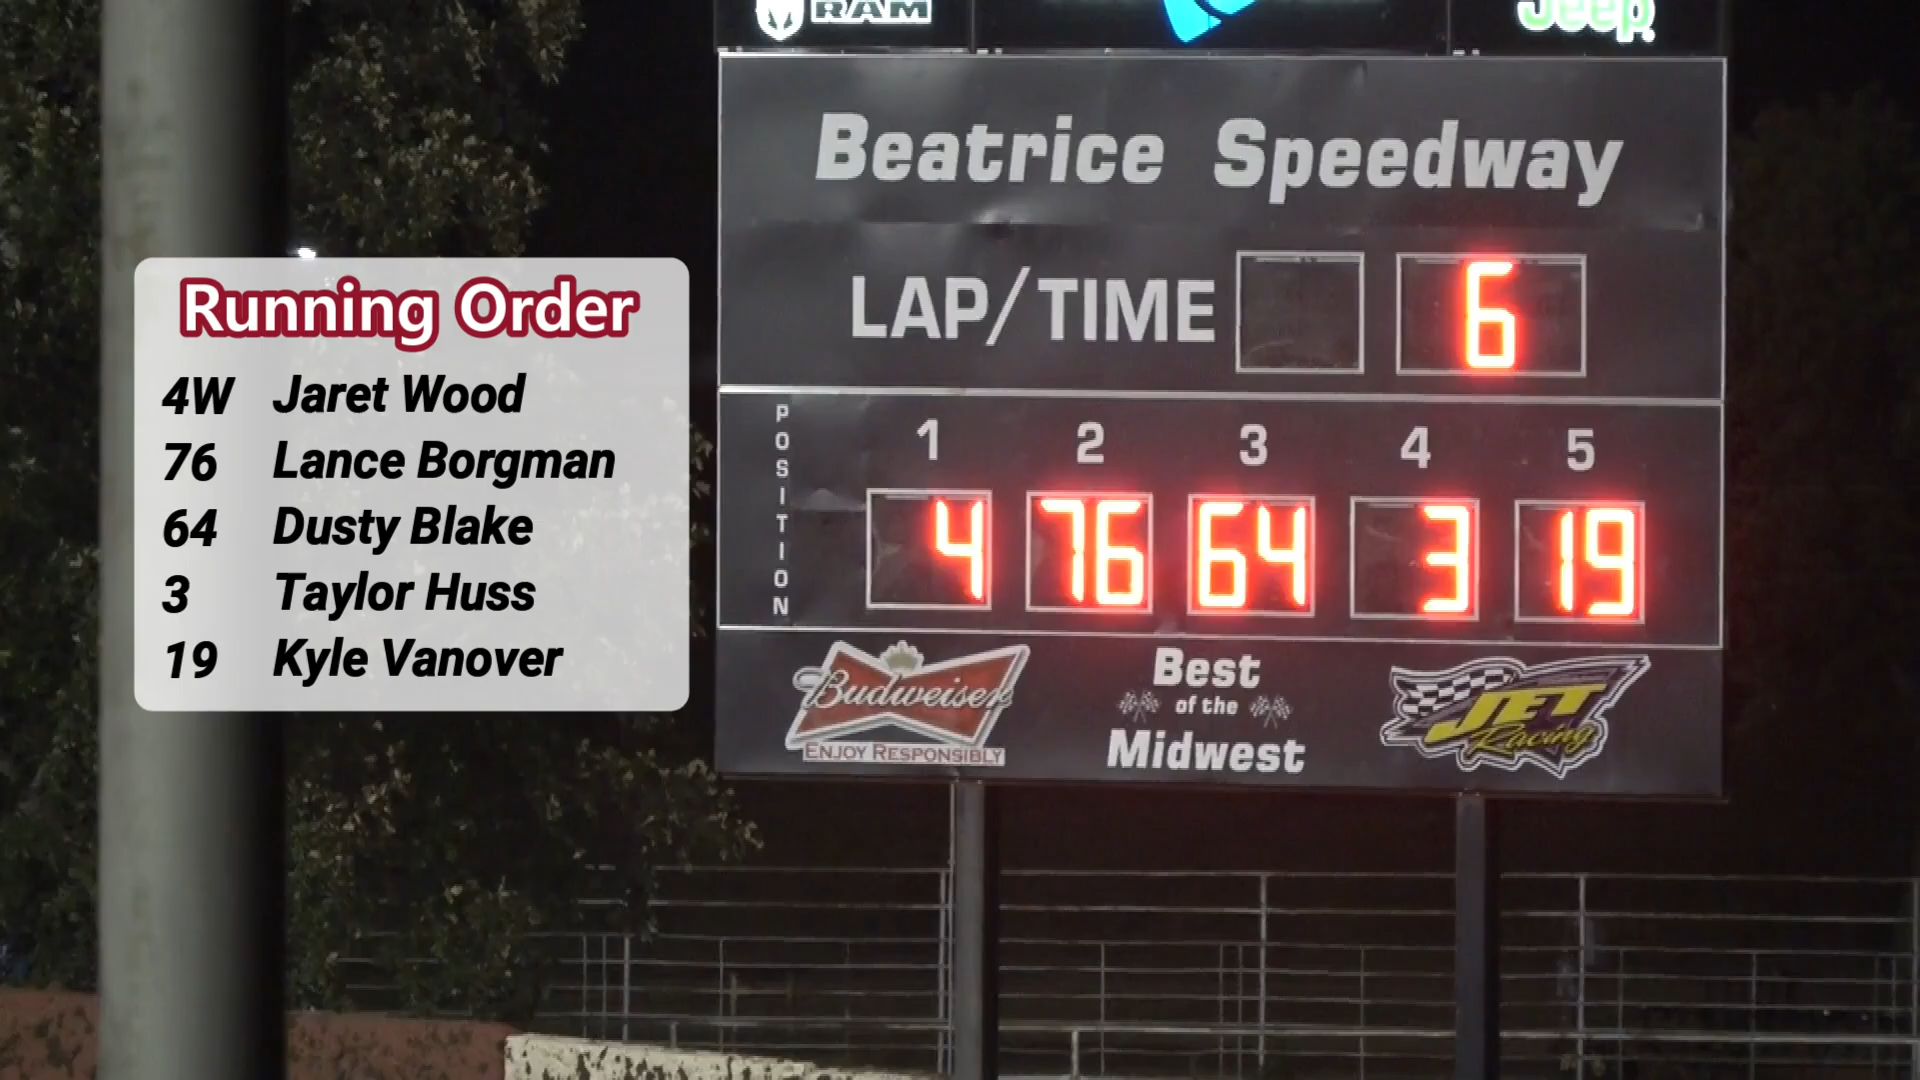 RAM
Jeep
Beatrice Speedway
LAP/TIME 6
POSITION
1 2 3 4 5
4 76 64 3 19
Budweiser
ENJOY RESPONSIBLY
Best
of the
Midwest
JET
Racing
Running Order
4W Jaret Wood
76 Lance Borgman
64 Dusty Blake
3 Taylor Huss
19 Kyle Vanover